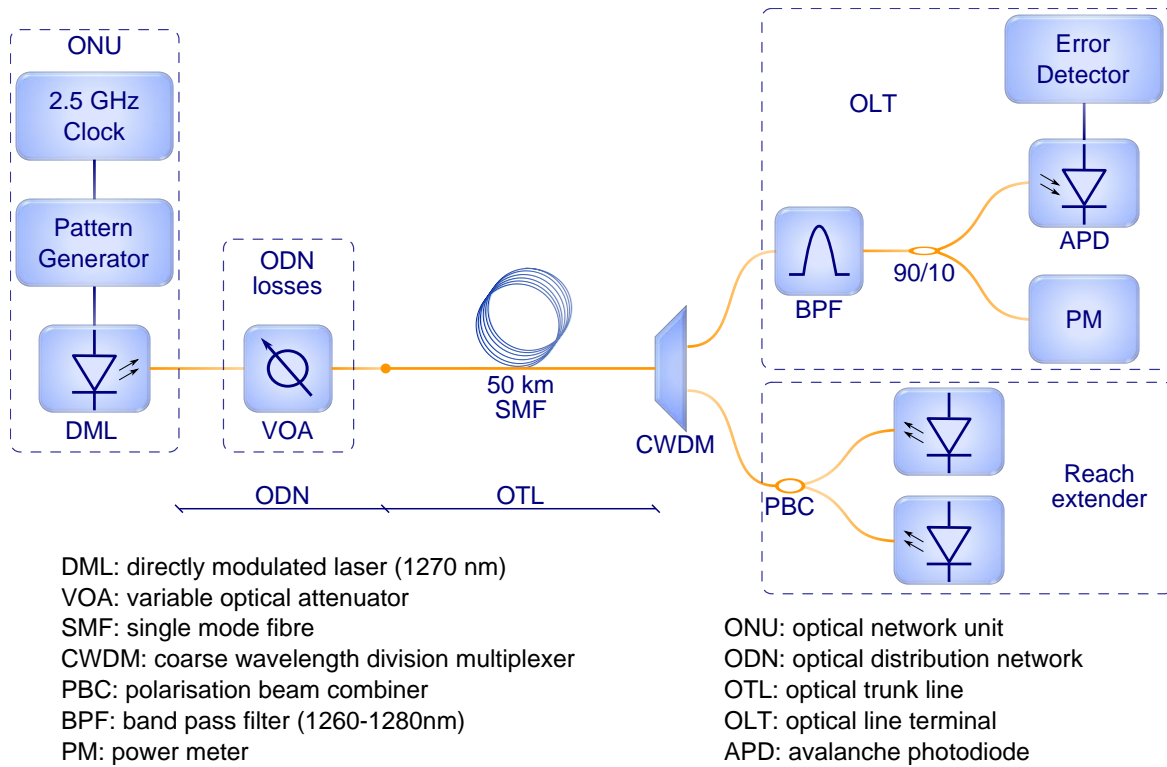 ONU
2.5 GHz
Clock
Pattern
Generator
DML
ODN
losses
VOA
50 km
SMF
CWDM
ODN
OTL
OLT
Error
Detector
APD
BPF
90/10
PM
PBC
Reach
extender
DML: directly modulated laser (1270 nm)
VOA: variable optical attenuator
SMF: single mode fibre
CWDM: coarse wavelength division multiplexer
PBC: polarisation beam combiner
BPF: band pass filter (1260-1280nm)
PM: power meter
ONU: optical network unit
ODN: optical distribution network
OTL: optical trunk line
OLT: optical line terminal
APD: avalanche photodiode